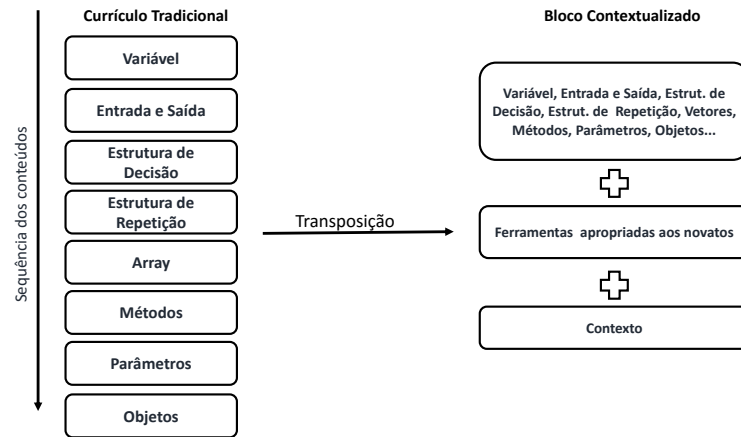 Currículo Tradicional
Sequência dos conteúdos
Variável
Entrada e Saída
Estrutura de
Decisão
Estrutura de
Repetição
Array
Métodos
Parâmetros
Objetos
Transposição
Bloco Contextualizado
Variável, Entrada e Saída, Estrut. de
Decisão, Estrut. de Repetição, Vetores,
Métodos, Parâmetros, Objetos...
Ferramentas apropriadas aos novatos
Contexto